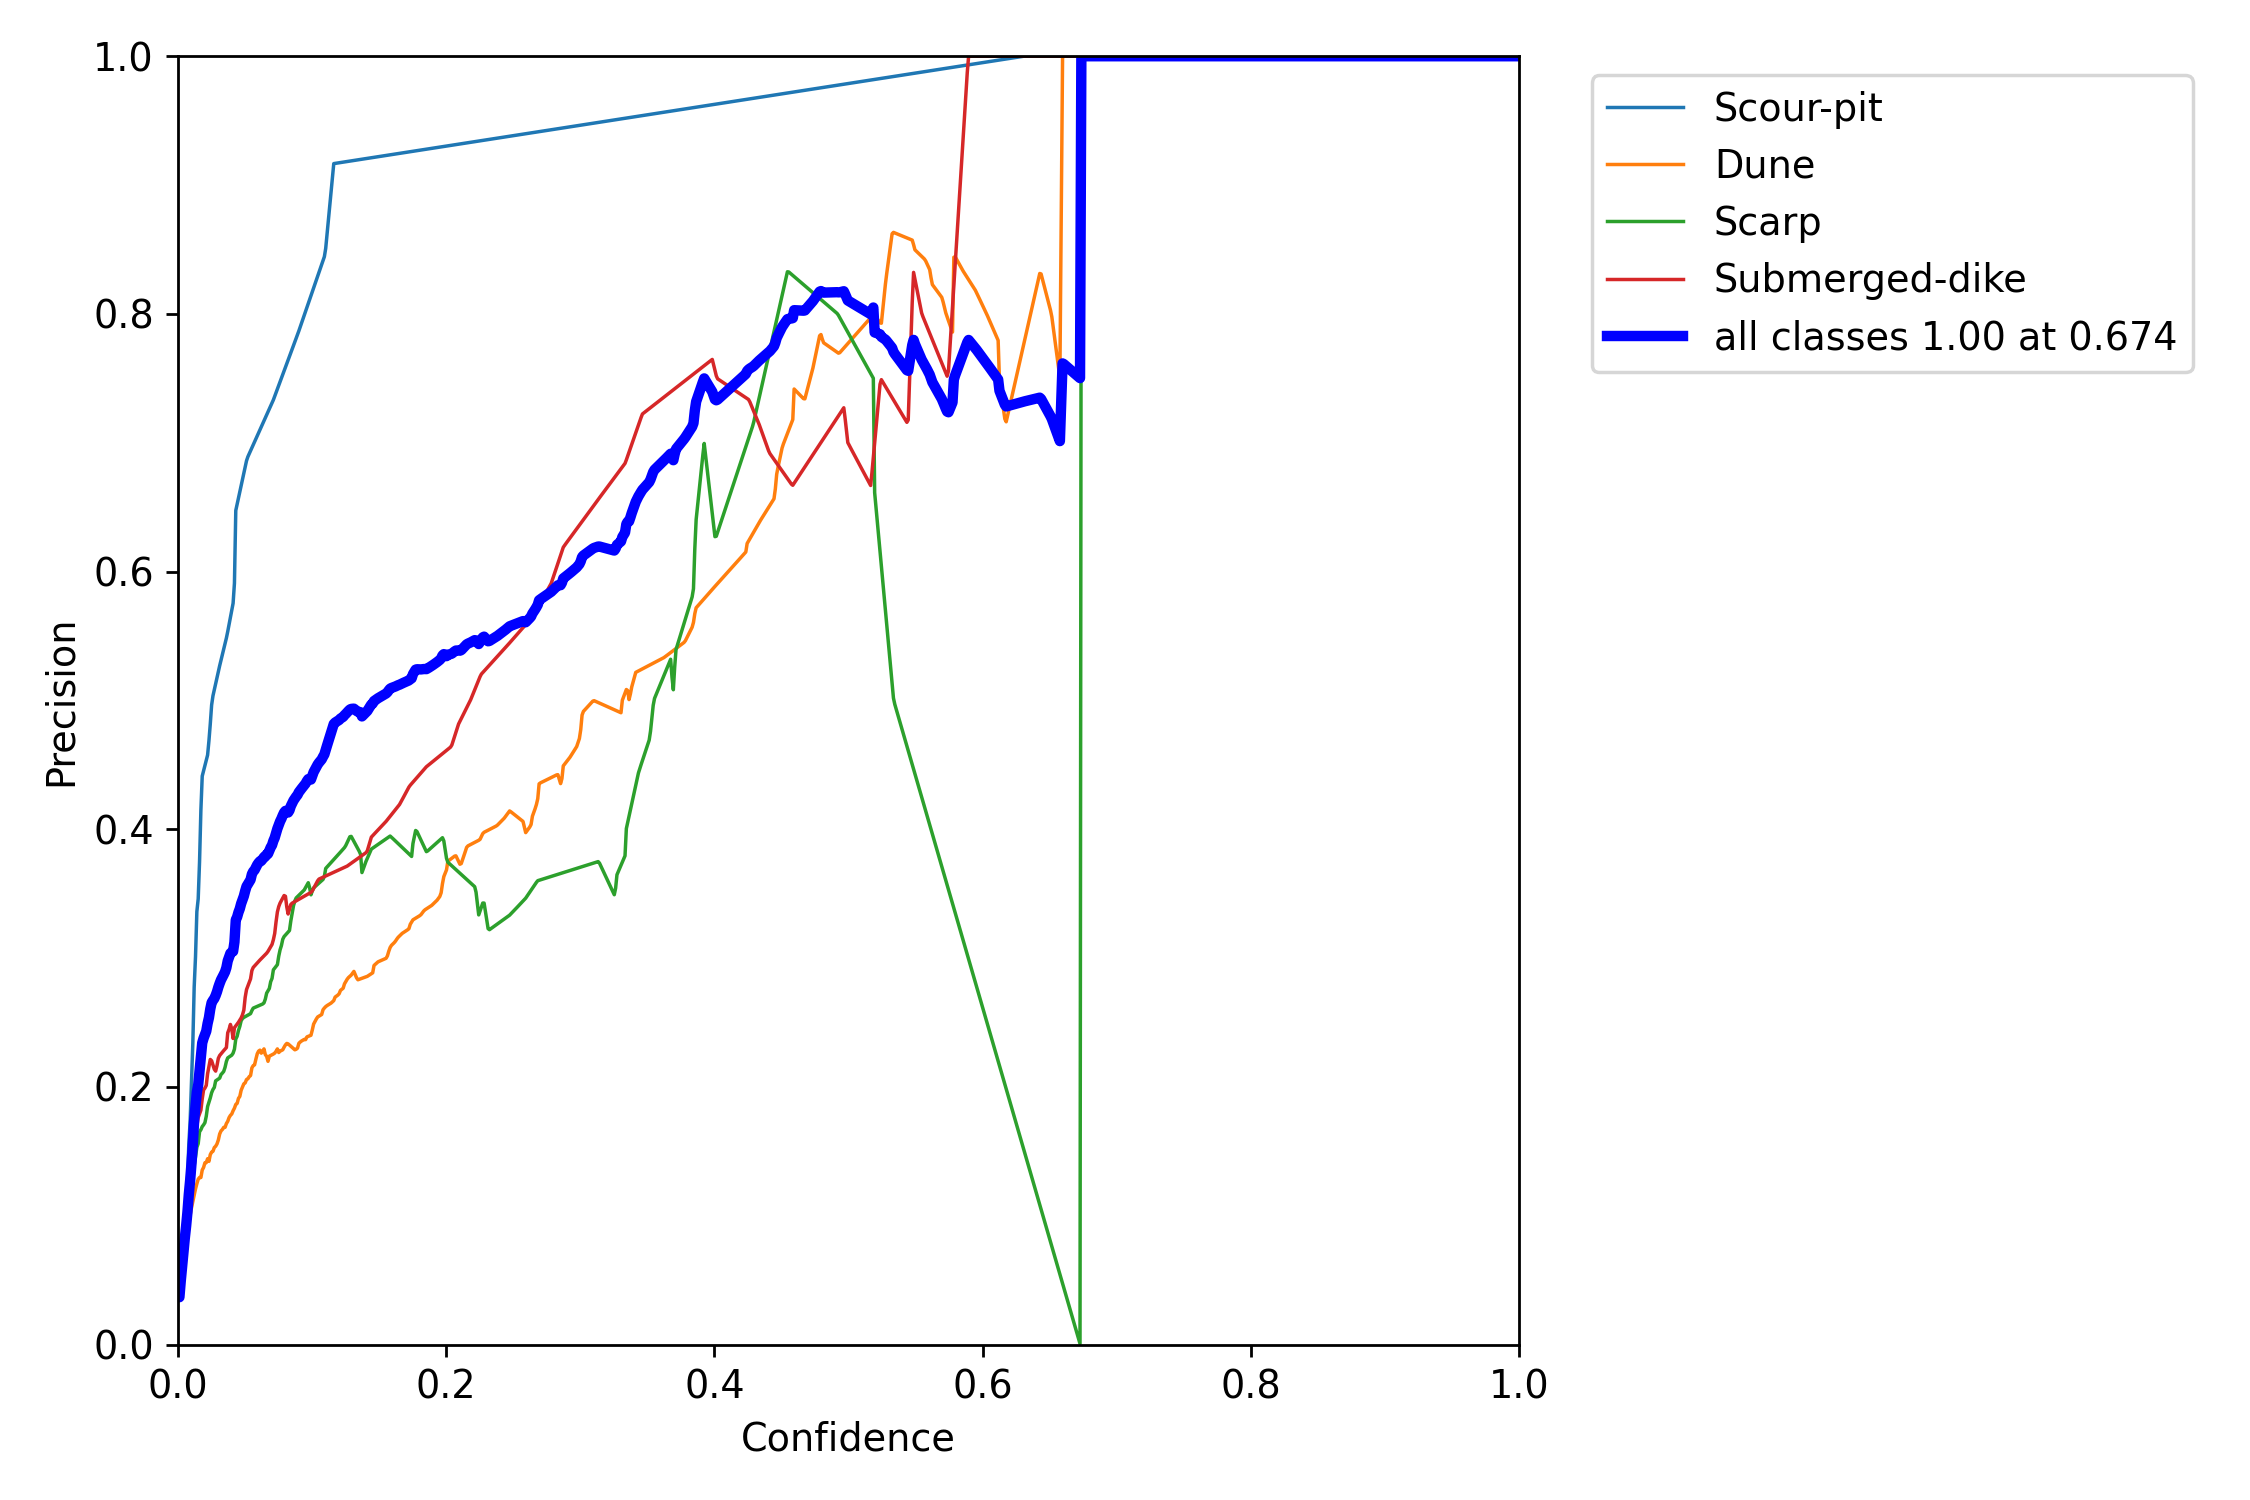 1.0
0.8
0.6
0.4
0.2
0.0
0.0 0.2 0.4 0.6 0.8 1.0
Precision
Confidence
Scour-pit
Dune
Scarp
Submerged-dike
all classes 1.00 at 0.674